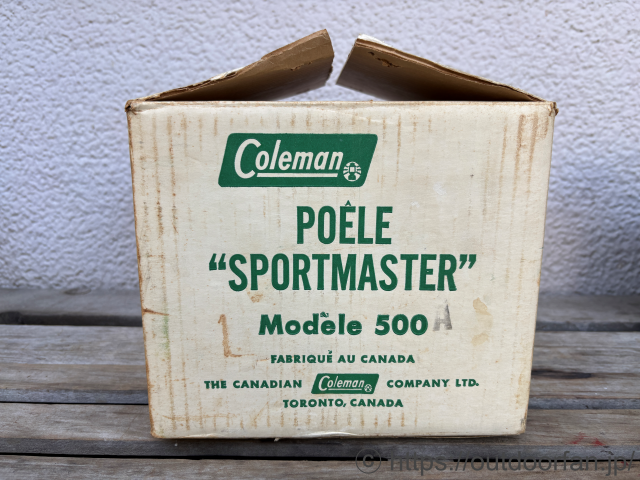 Coleman
POÊLE
“SPORTMASTER”
Modèle 500 A
FABRIQUÉ AU CANADA
THE CANADIAN Coleman COMPANY LTD.
TORONTO, CANADA
© https://outdoorfan.jp/